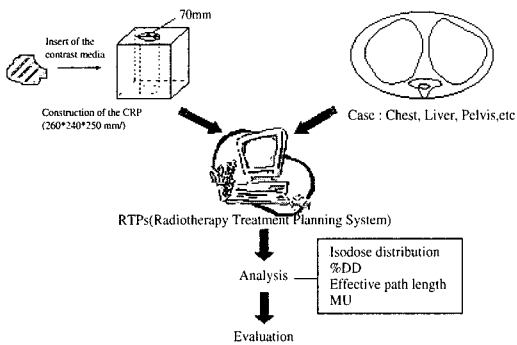 70mm
Insert of the
contrast media
Construction of the CRP
(260*240*250 mm/)
Case : Chest, Liver, Pelvis,etc
RTPs(Radiotherapy Treatment Planning System)
Analysis
Isodose distribution
%DD
Effective path length
MU
Evaluation